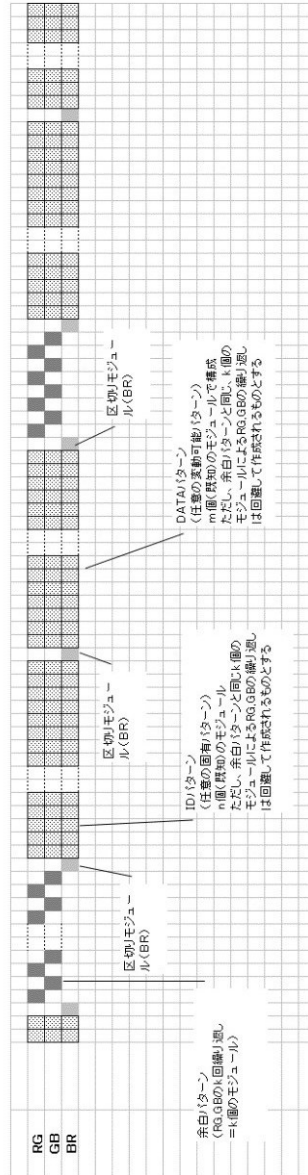 RG
GB
BR
余白パターン
(RG,GBのk回繰り返し
=k個のモジュール)
区切りモジュー
ル(BR)
IDパターン
(任意の固有パターン)
n個(既知)のモジュール
ただし、余白パターンと同じk個の
モジュールによるRG,GBの繰り返し
は回避して作成されるものとする
区切りモジュー
ル(BR)
DATAパターン
(任意の変動可能パターン)
m個(既知)のモジュールで構成
ただし、余白パターンと同じ、k個の
モジュールによるRG,GBの繰り返し
は回避して作成されるものとする
区切りモジュー
ル(BR)